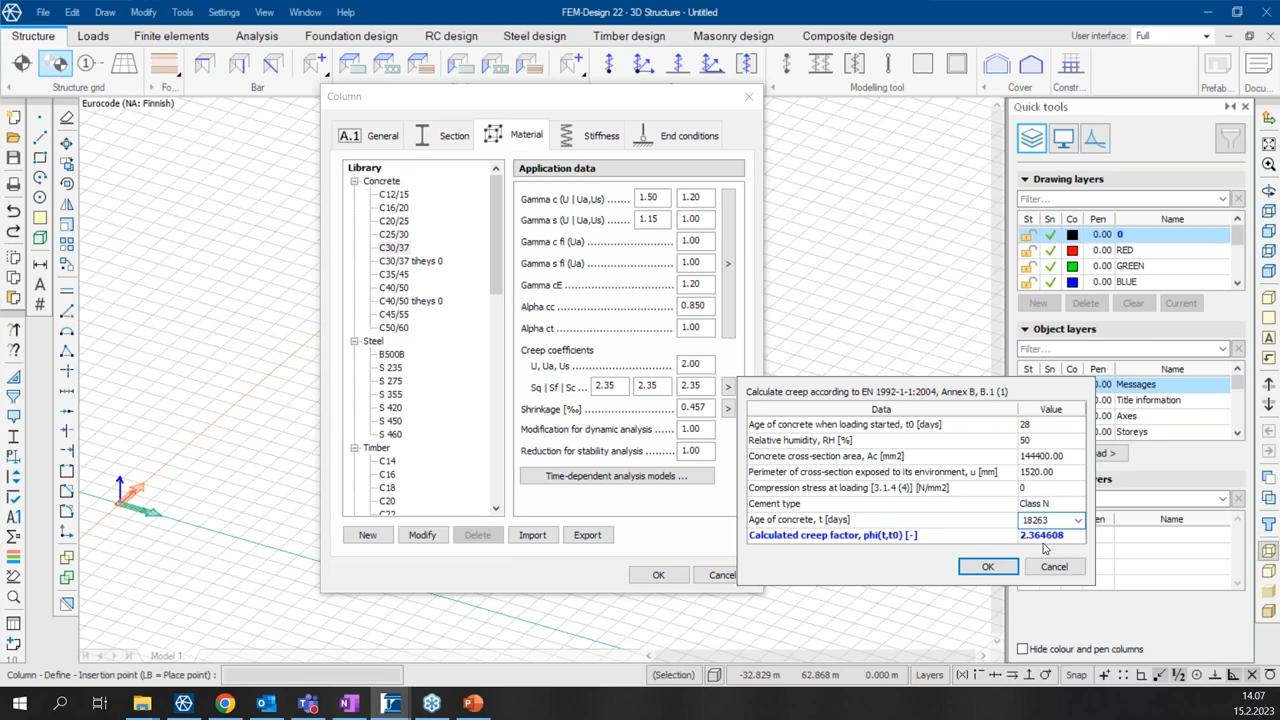 File Edit Draw Modify Tools Settings View Window Help
FEM-Design 22 - 3D Structure - Untitled
Structure Loads Finite elements Analysis Foundation design RC design Steel design Timber design Masonry design Composite design
User interface: Full
Structure grid Fo... Bar Modelling tool Cover Constr... Prefab... Docu...
Eurocode (NA: Finnish)
Column
A.1 General Section Material Stiffness End conditions
Library
Concrete
C12/15
C16/20
C20/25
C25/30
C30/37
C30/37 tiheys 0
C35/45
C40/50
C40/50 tiheys 0
C45/55
C50/60
Steel
B500B
S 235
S 275
S 355
S 420
S 450
S 460
Timber
C14
C16
C18
C20
C22
Application data
Gamma c (U | Ua,Us) ....... 1.50 1.20
Gamma s (U | Ua,Us) ....... 1.15 1.00
Gamma c fi (Ua) 1.00
Gamma s fi (Ua) 1.00
Gamma cE 1.20
Alpha cc 0.850
Alpha ct 1.00
Creep coefficients
U, Ua, Us 2.00
Sq | Sf | Sc ... 2.35 2.35 2.35 >
Shrinkage [‰] 0.457 >
Modification for dynamic analysis 1.00
Reduction for stability analysis 1.00
Time-dependent analysis models ...
New Modify Delete Import Export
OK Cancel
Calculate creep according to EN 1992-1-1:2004, Annex B, B.1 (1)
Data Value
Age of concrete when loading started, t0 [days] 28
Relative humidity, RH [%] 50
Concrete cross-section area, Ac [mm2] 144400.00
Perimeter of cross-section exposed to its environment, u [mm] 1520.00
Compression stress at loading [3.1.4 (4)] [N/mm2] 0
Cement type Class N
Age of concrete, t [days] 18263
Calculated creep factor, phi(t,t0) [-] 2.364608
OK Cancel
Quick tools
Drawing layers
Filter...
St Sn Co Pen Name
0.00 0
0.00 RED
0.00 GREEN
0.00 BLUE
New Delete Clear Current
Object layers
Filter...
St Sn Co Pen Name
0.00 Messages
0.00 Title information
0.00 Axes
0.00 Storeys
oad >
yers
Name
Hide colour and pen columns
Model 1
Column - Define - Insertion point (LB = Place point)
(Selection) -32.829 m 62.868 m 0.000 m Layers Snap
14.07
15.2.2023